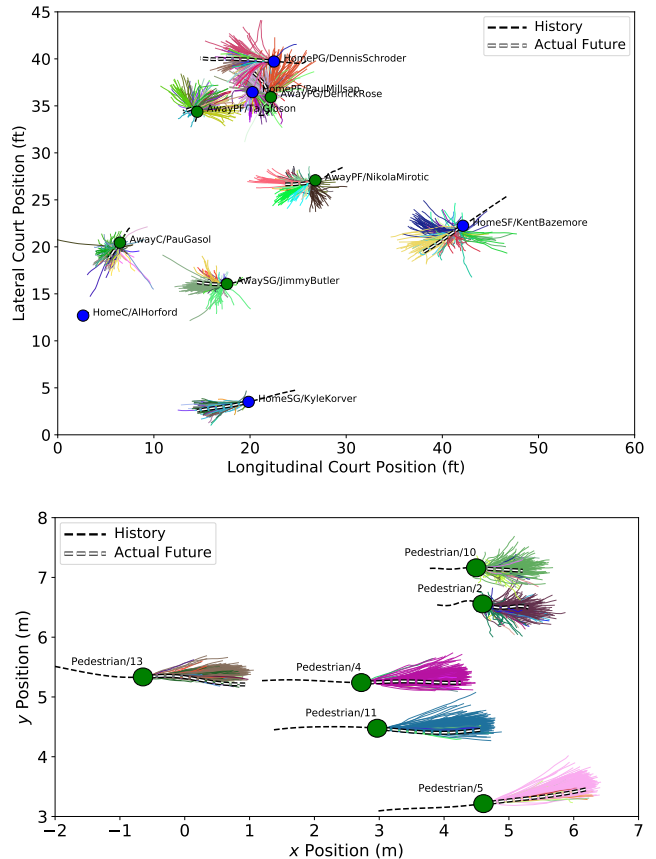 45
40
35
30
25
20
15
10
5
0
Lateral Court Position (ft)
History
Actual Future
HomePG/DennisSchroder
HomePF/PaulMillsap
AwayPG/DerrickRose
AwayPF/TajGibson
AwayPF/NikolaMirotic
HomeSF/KentBazemore
AwayC/PauGasol
AwaySG/JimmyButler
HomeC/AlHorford
HomeSG/KyleKorver
0 10 20 30 40 50 60
Longitudinal Court Position (ft)
8
7
6
5
4
3
y Position (m)
History
Actual Future
Pedestrian/10
Pedestrian/2
Pedestrian/13
Pedestrian/4
Pedestrian/11
Pedestrian/5
−2 −1 0 1 2 3 4 5 6 7
x Position (m)